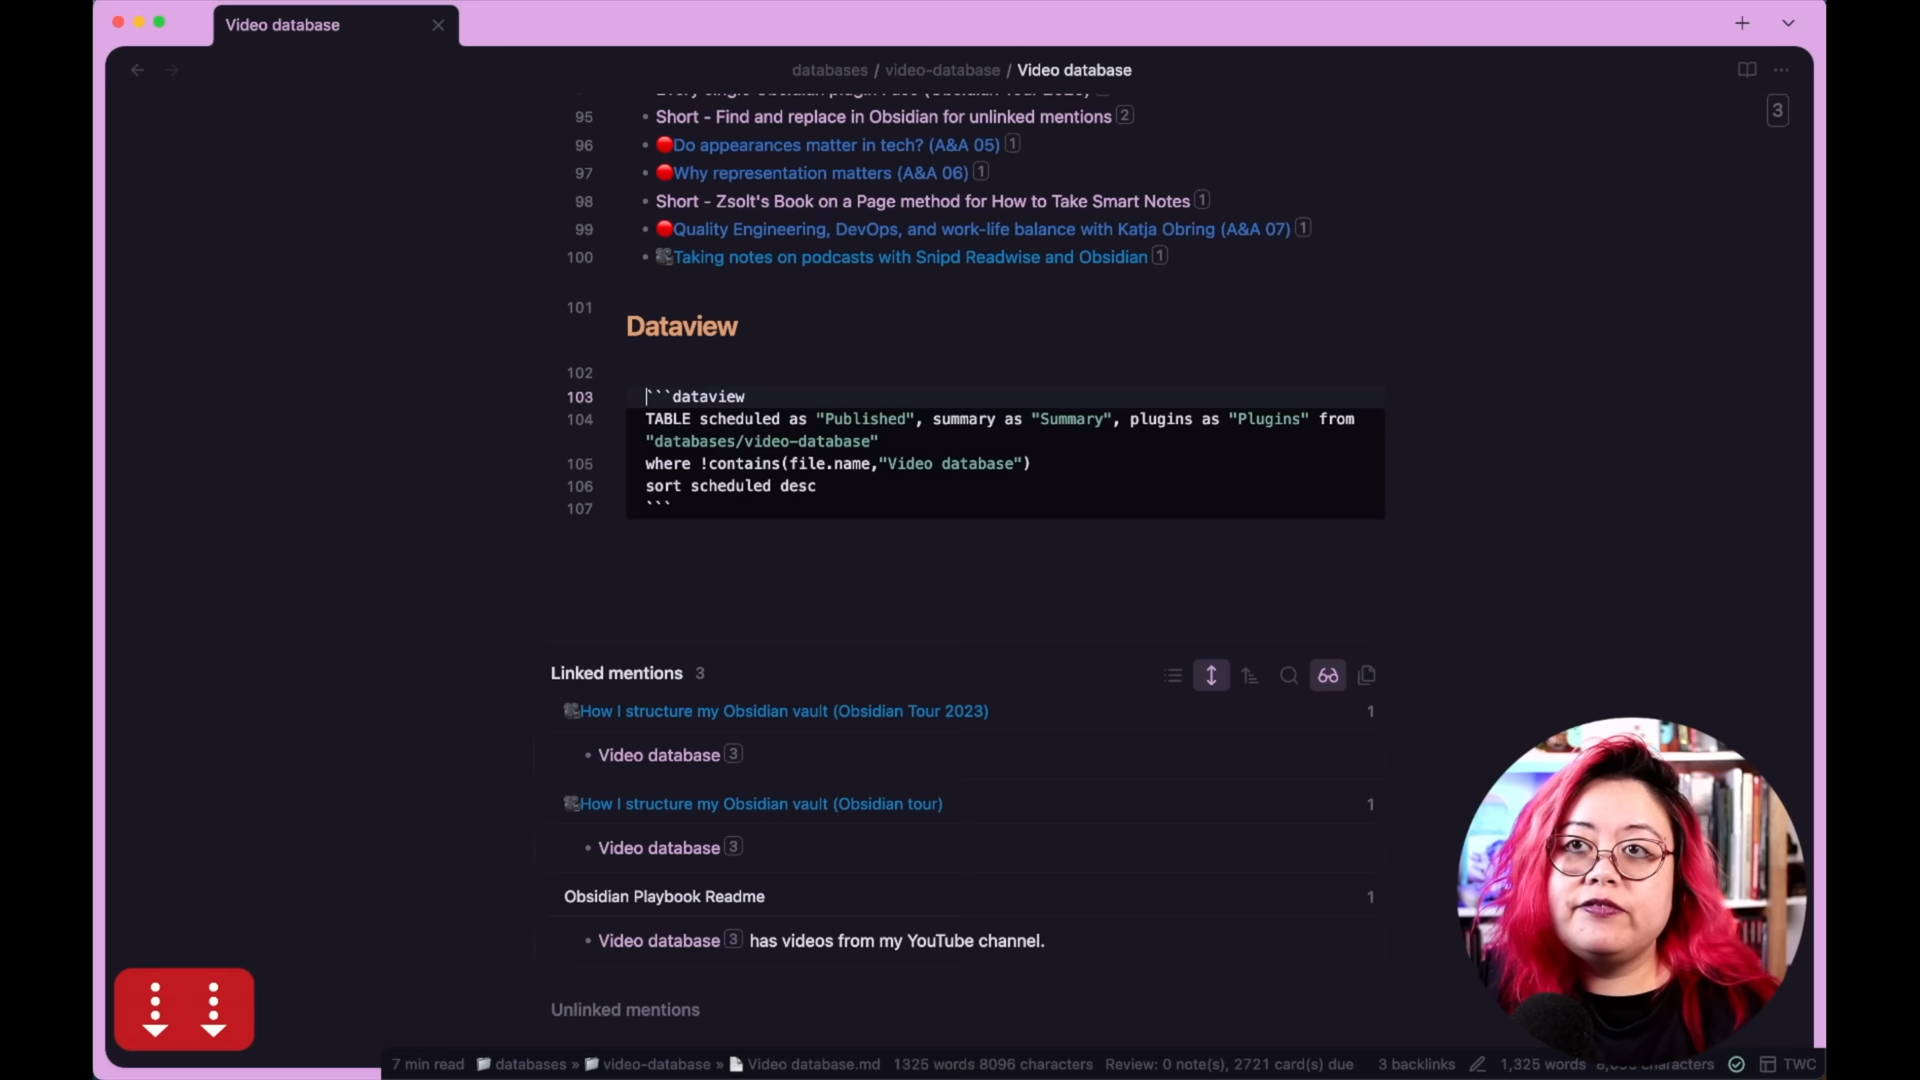 Video database
databases / video-database / Video database
3
95 • Short - Find and replace in Obsidian for unlinked mentions 2
96 • Do appearances matter in tech? (A&A 05) 1
97 • Why representation matters (A&A 06) 1
98 • Short - Zsolt's Book on a Page method for How to Take Smart Notes 1
99 • Quality Engineering, DevOps, and work-life balance with Katja Obring (A&A 07) 1
100 • Taking notes on podcasts with Snipd Readwise and Obsidian 1
101
Dataview
102
103 ```dataview
104 TABLE scheduled as "Published", summary as "Summary", plugins as "Plugins" from
"databases/video-database"
105 where !contains(file.name,"Video database")
106 sort scheduled desc
107 ```
Linked mentions 3
How I structure my Obsidian vault (Obsidian Tour 2023) 1
• Video database 3
How I structure my Obsidian vault (Obsidian tour) 1
• Video database 3
Obsidian Playbook Readme 1
• Video database 3 has videos from my YouTube channel.
Unlinked mentions
7 min read databases » video-database » Video database.md 1325 words 8096 characters Review: 0 note(s), 2721 card(s) due 3 backlinks 1,325 words characters TWC